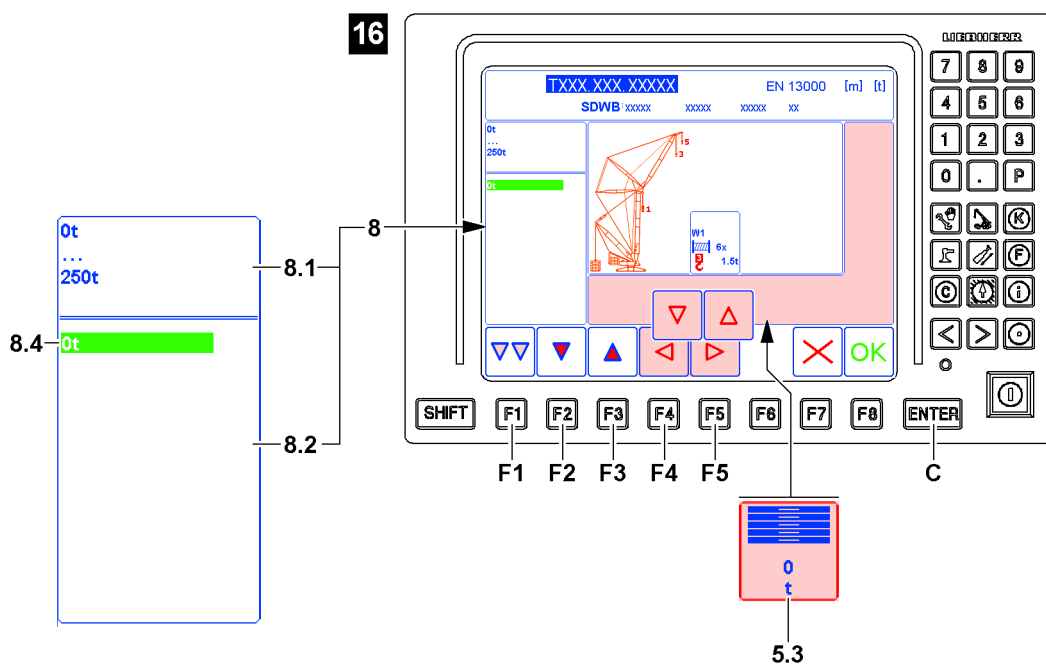 16
LIEBHERR
TXXX. XXX. XXXXX
EN 13000 [m] [t]
SDWB xxxxx xxxxx xxxxx xx
0t
...
250t
0t
5
3
1
W1
6x
3
1.5t
OK
7 8 9
4 5 6
1 2 3
0 . P
K
F
C i
SHIFT F1 F2 F3 F4 F5 F6 F7 F8 ENTER
F1 F2 F3 F4 F5 C
8
8.1
8.2
8.4
0t
...
250t
0t
0
t
5.3